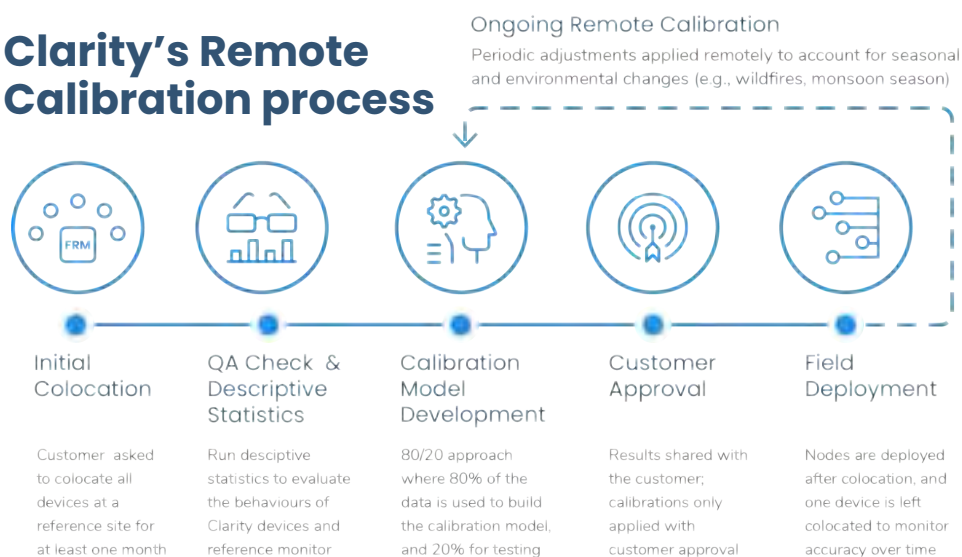 Clarity's Remote
Calibration process
Ongoing Remote Calibration
Periodic adjustments applied remotely to account for seasonal
and environmental changes (e.g., wildfires, monsoon season)
FRM
Initial
Colocation
Customer asked
to colocate all
devices at a
reference site for
at least one month
QA Check &
Descriptive
Statistics
Run desciptive
statistics to evaluate
the behaviours of
Clarity devices and
reference monitor
Calibration
Model
Development
80/20 approach
where 80% of the
data is used to build
the calibration model,
and 20% for testing
Customer
Approval
Results shared with
the customer;
calibrations only
applied with
customer approval
Field
Deployment
Nodes are deployed
after colocation, and
one device is left
colocated to monitor
accuracy over time